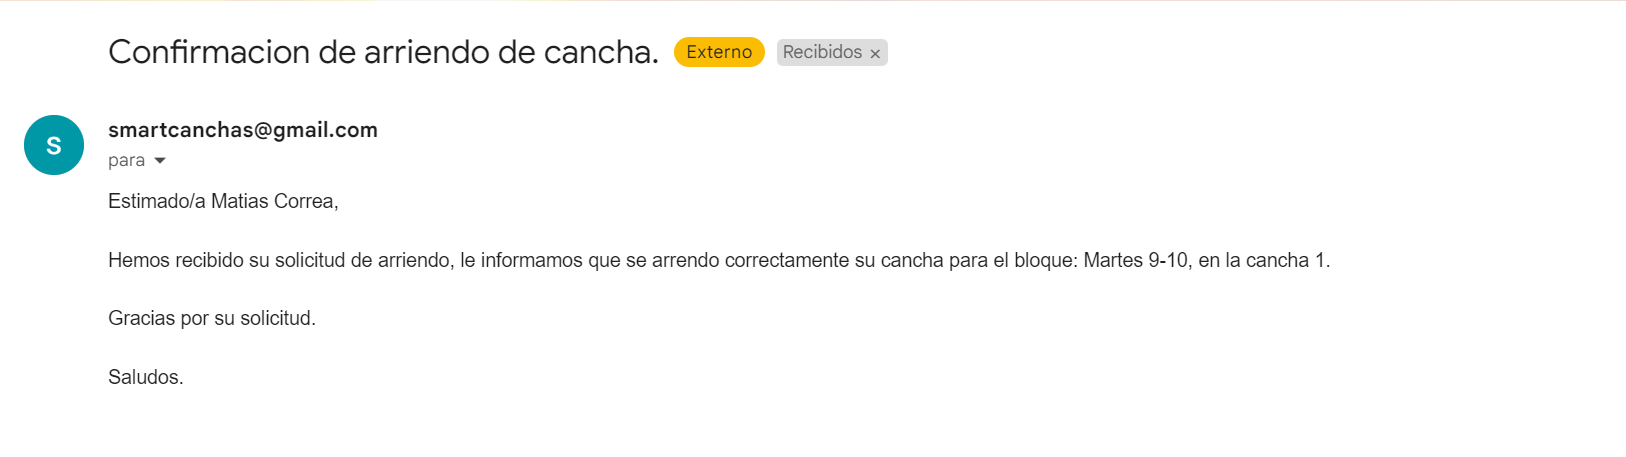 Confirmacion de arriendo de cancha. Externo Recibidos ×
S
smartcanchas@gmail.com
para
Estimado/a Matias Correa,
Hemos recibido su solicitud de arriendo, le informamos que se arrendo correctamente su cancha para el bloque: Martes 9-10, en la cancha 1.
Gracias por su solicitud.
Saludos.